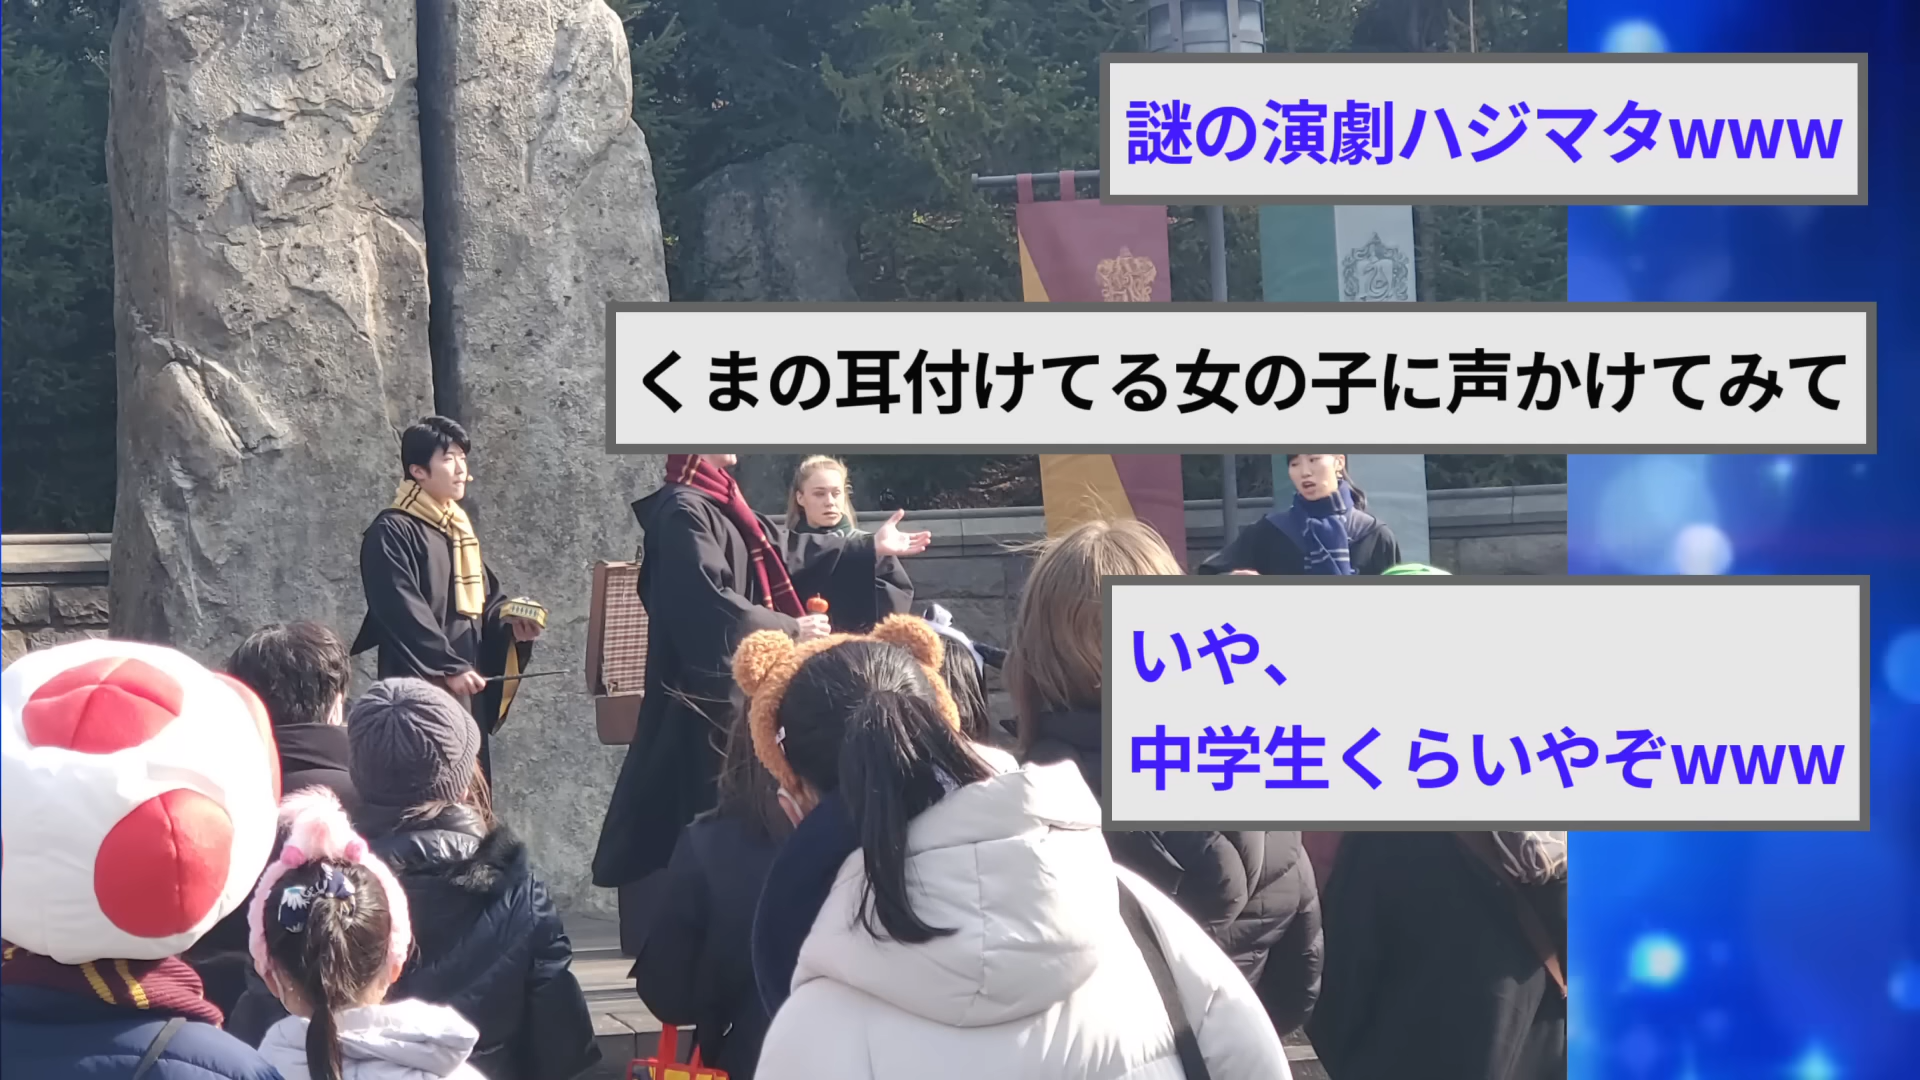 謎の演劇ハジマタwww
くまの耳付けてる女の子に声かけてみて
いや、
中学生くらいやぞwww